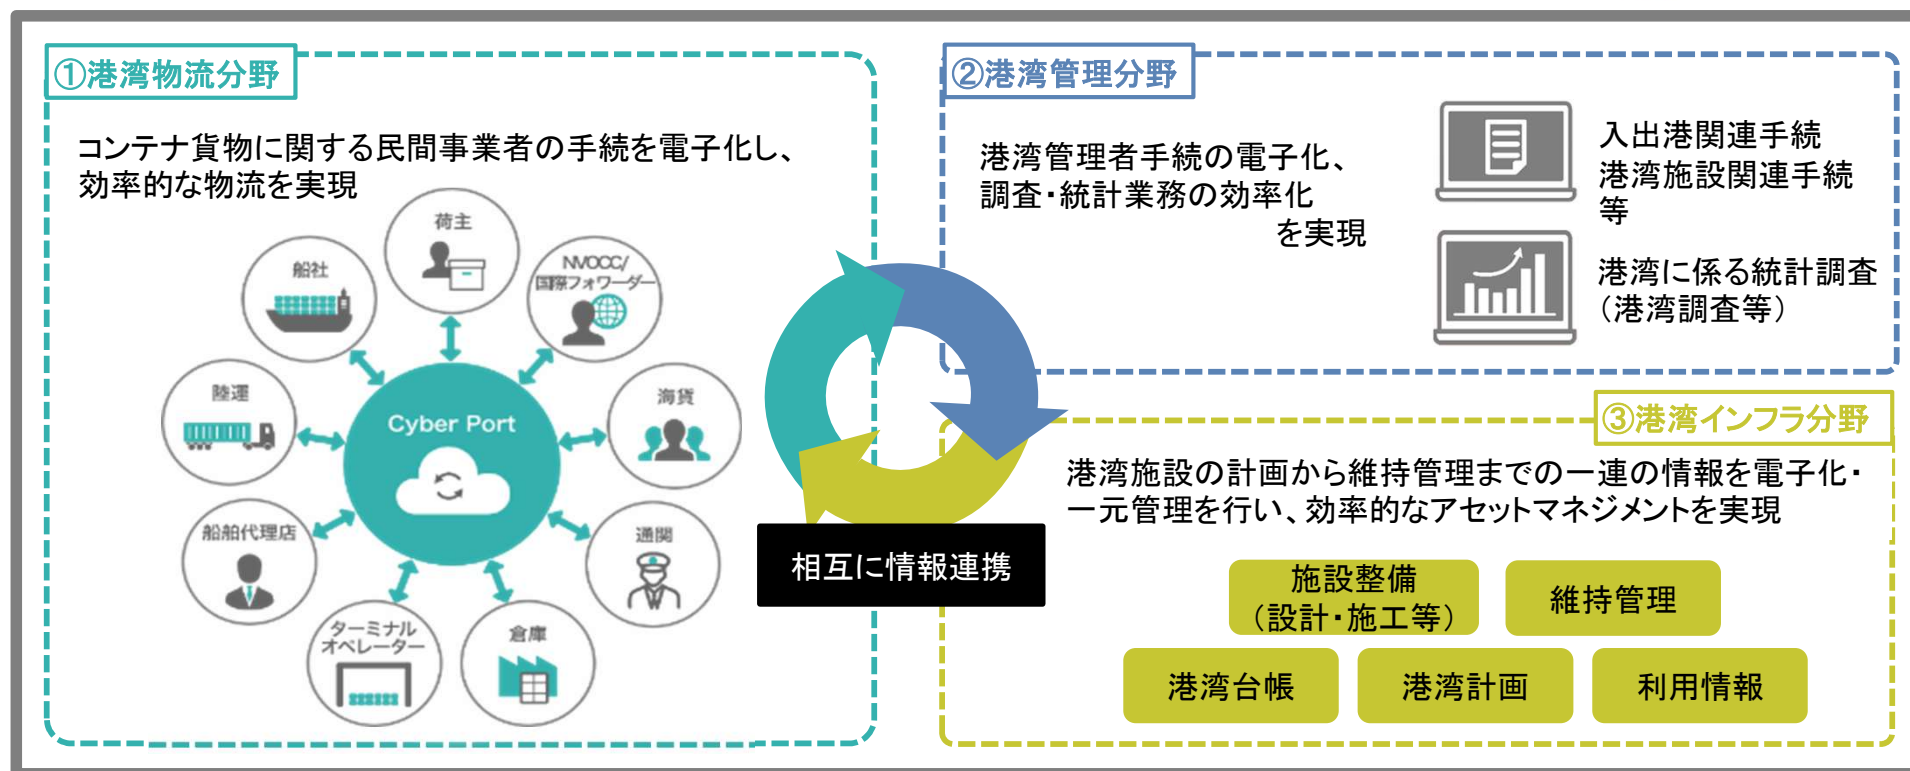 ①港湾物流分野
コンテナ貨物に関する民間事業者の手続を電子化し、
効率的な物流を実現
荷主
船社
NVOCC/
国際フォワーダー
陸運
海貨
Cyber Port
船舶代理店
通関
ターミナル
オペレーター
倉庫
相互に情報連携
②港湾管理分野
港湾管理者手続の電子化、
調査・統計業務の効率化
を実現
入出港関連手続
港湾施設関連手続
等
港湾に係る統計調査
（港湾調査等）
③港湾インフラ分野
港湾施設の計画から維持管理までの一連の情報を電子化・
一元管理を行い、効率的なアセットマネジメントを実現
施設整備
（設計・施工等）
維持管理
港湾台帳
港湾計画
利用情報